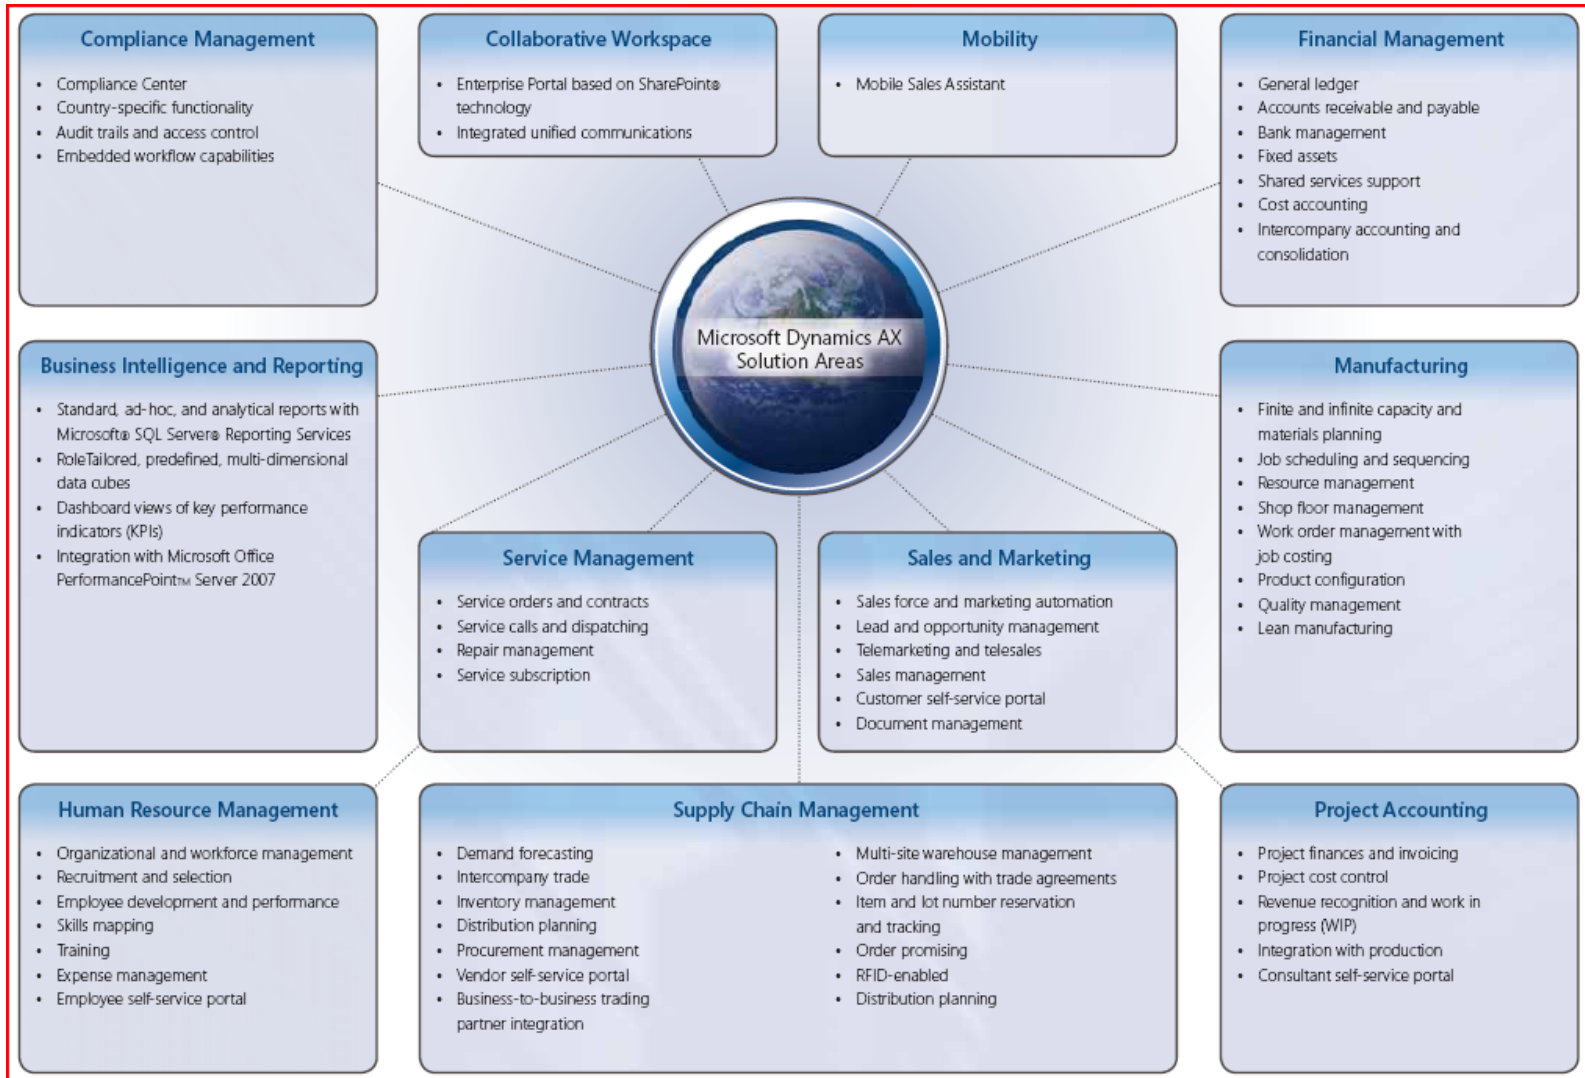 Compliance Management
• Compliance Center
• Country-specific functionality
• Audit trails and access control
• Embedded workflow capabilities
Collaborative Workspace
• Enterprise Portal based on SharePoint®
technology
• Integrated unified communications
Mobility
• Mobile Sales Assistant
Financial Management
• General ledger
• Accounts receivable and payable
• Bank management
• Fixed assets
• Shared services support
• Cost accounting
• Intercompany accounting and
consolidation
Microsoft Dynamics AX
Solution Areas
Business Intelligence and Reporting
• Standard, ad-hoc, and analytical reports with
Microsoft® SQL Server® Reporting Services
• RoleTailored, predefined, multi-dimensional
data cubes
• Dashboard views of key performance
indicators (KPIs)
• Integration with Microsoft Office
PerformancePoint™ Server 2007
Manufacturing
• Finite and infinite capacity and
materials planning
• Job scheduling and sequencing
• Resource management
• Shop floor management
• Work order management with
job costing
• Product configuration
• Quality management
• Lean manufacturing
Service Management
• Service orders and contracts
• Service calls and dispatching
• Repair management
• Service subscription
Sales and Marketing
• Sales force and marketing automation
• Lead and opportunity management
• Telemarketing and telesales
• Sales management
• Customer self-service portal
• Document management
Human Resource Management
• Organizational and workforce management
• Recruitment and selection
• Employee development and performance
• Skills mapping
• Training
• Expense management
• Employee self-service portal
Supply Chain Management
• Demand forecasting
• Intercompany trade
• Inventory management
• Distribution planning
• Procurement management
• Vendor self-service portal
• Business-to-business trading
partner integration
• Multi-site warehouse management
• Order handling with trade agreements
• Item and lot number reservation
and tracking
• Order promising
• RFID-enabled
• Distribution planning
Project Accounting
• Project finances and invoicing
• Project cost control
• Revenue recognition and work in
progress (WIP)
• Integration with production
• Consultant self-service portal